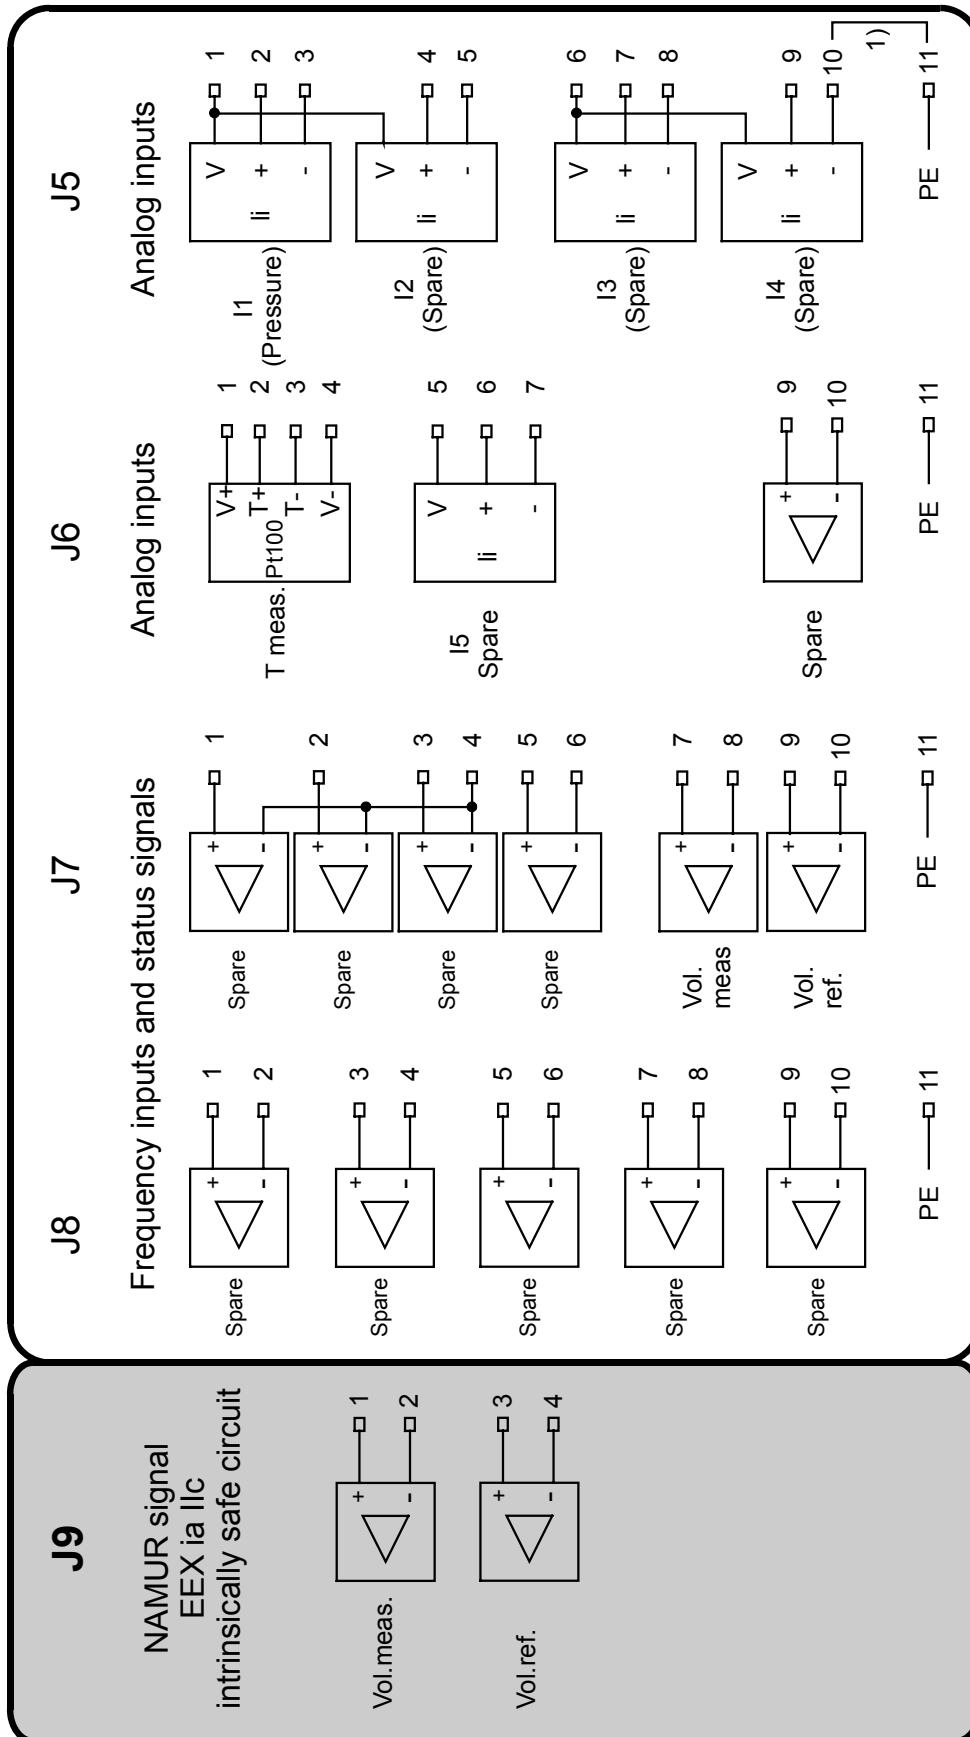 J9
NAMUR signal
EEX ia IIc
intrinsically safe circuit
Vol.meas.
+
-
1
2
Vol.ref.
+
-
3
4
J8
J7
Frequency inputs and status signals
Spare
+
-
1
2
Spare
+
-
3
4
Spare
+
-
5
6
Spare
+
-
7
8
Spare
+
-
9
10
PE
11
Spare
+
-
1
Spare
+
-
2
Spare
+
-
3
4
Spare
+
-
5
6
Vol.
meas
+
-
7
8
Vol.
ref.
+
-
9
10
PE
11
J6
Analog inputs
T meas. Pt100
V+
T+
T-
V-
1
2
3
4
I5
Spare
Ii
V
+
-
5
6
7
Spare
+
-
9
10
PE
11
J5
Analog inputs
I1
(Pressure)
Ii
V
+
-
1
2
3
I2
(Spare)
Ii
V
+
-
4
5
I3
(Spare)
Ii
V
+
-
6
7
8
I4
(Spare)
Ii
V
+
-
9
10
1)
PE
11